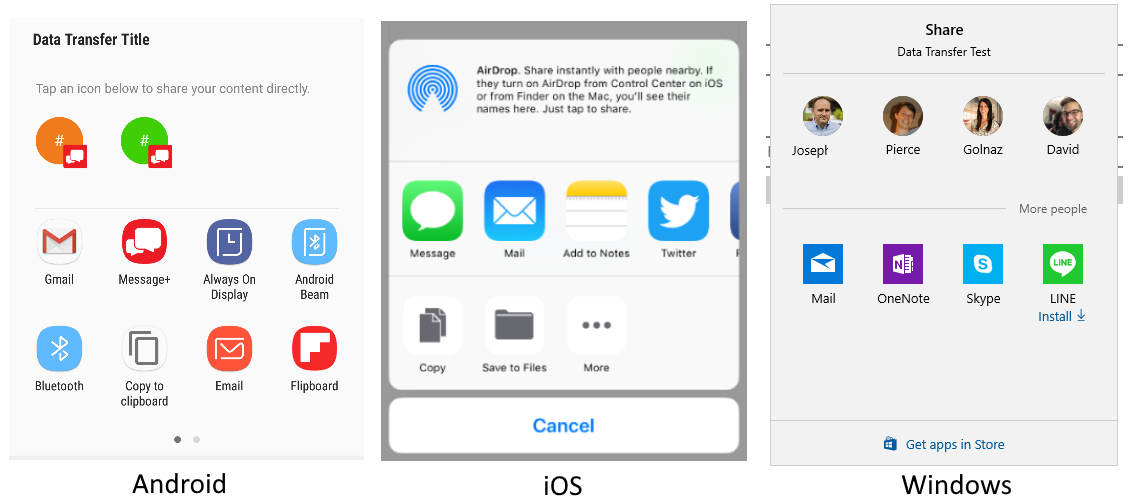 Data Transfer Title
Tap an icon below to share your content directly.
# #
Gmail Message+ Always On Display Android Beam
Bluetooth Copy to clipboard Email Flipboard
Android
AirDrop. Share instantly with people nearby. If
they turn on AirDrop from Control Center on iOS
or from Finder on the Mac, you'll see their
names here. Just tap to share.
Message Mail Add to Notes Twitter
Copy Save to Files More
Cancel
iOS
Share
Data Transfer Test
Joseph Pierce Golnaz David
More people
Mail OneNote Skype LINE
Install
Get apps in Store
Windows